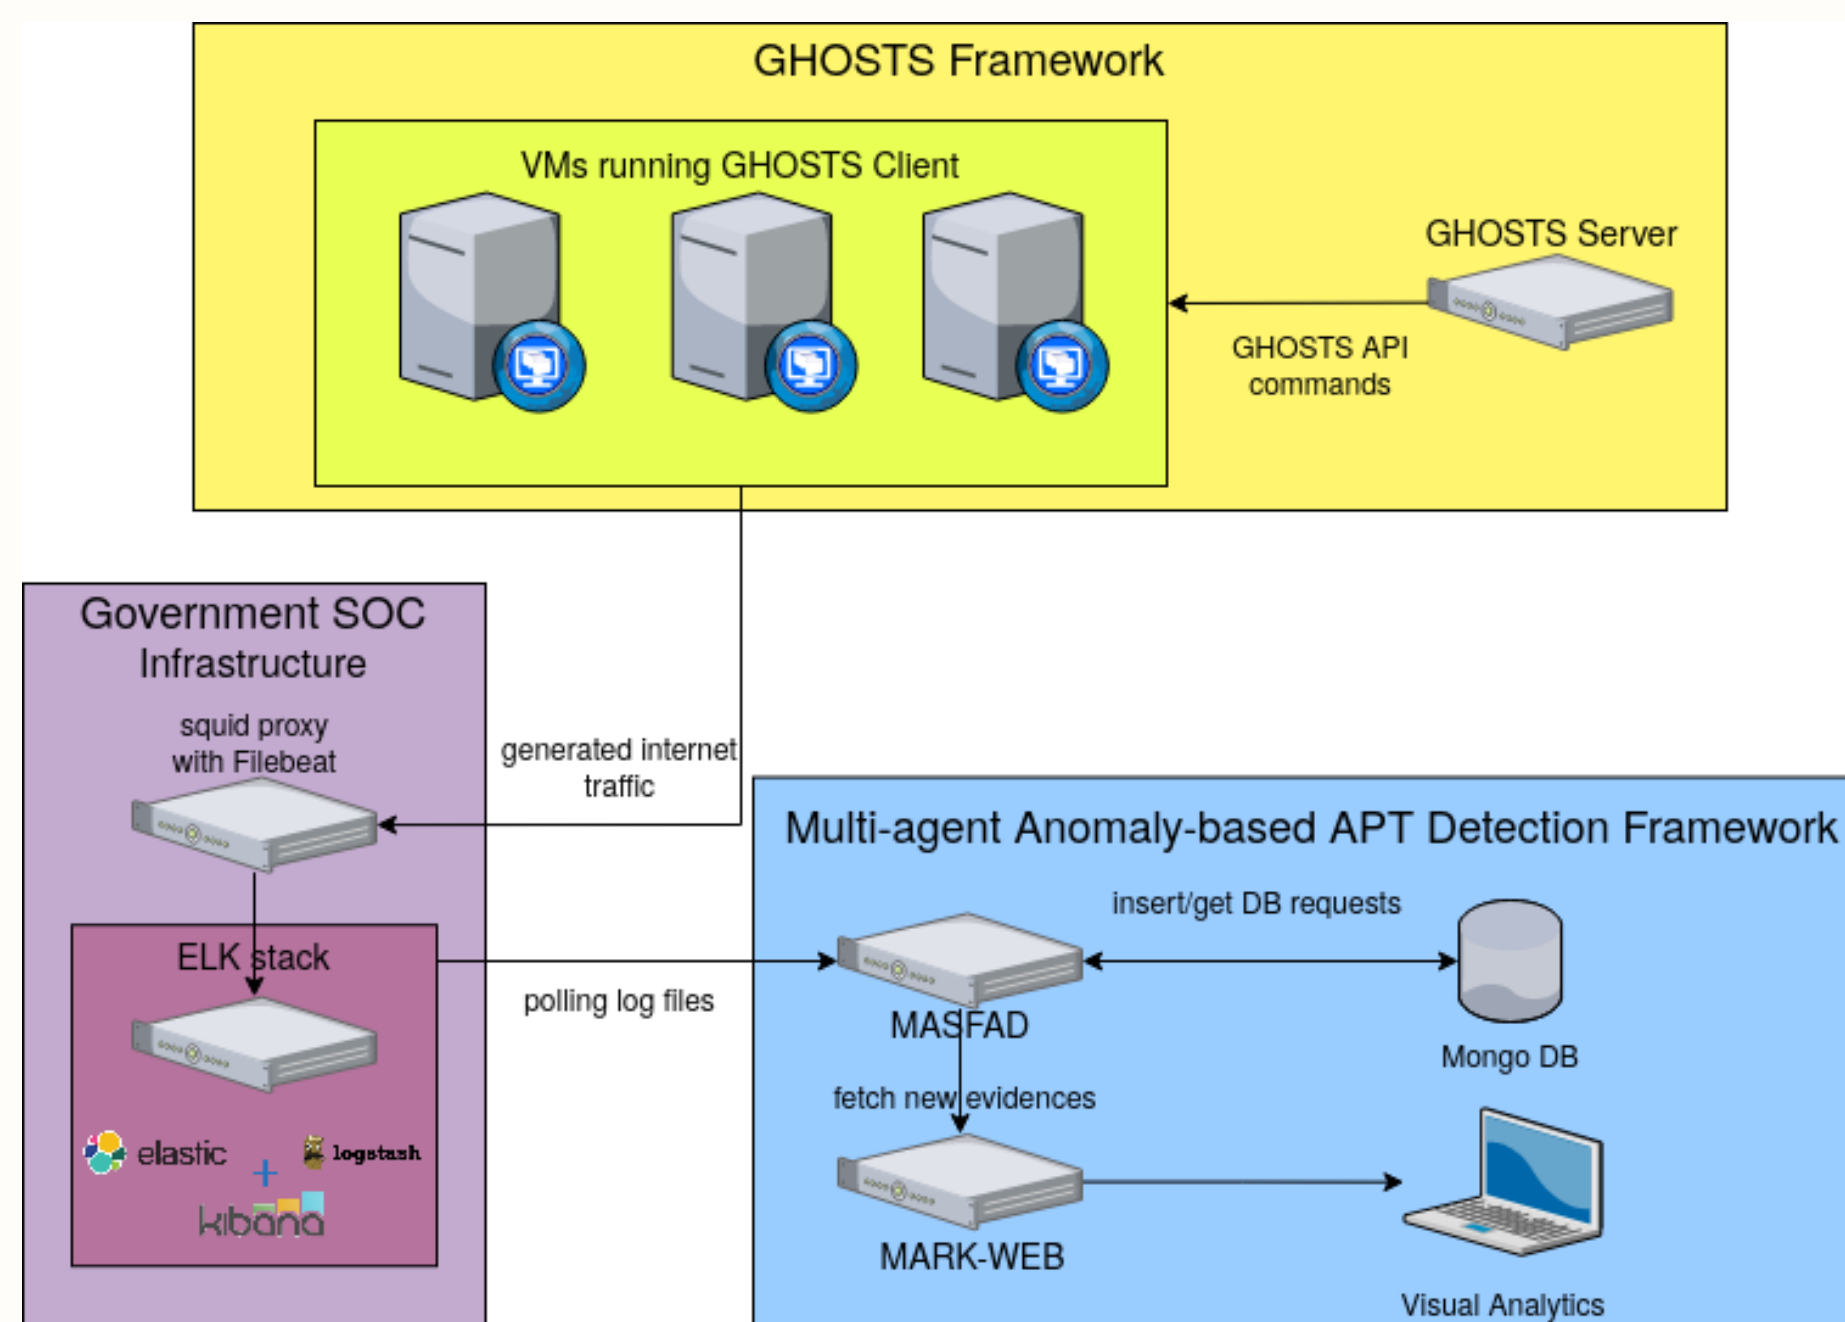 GHOSTS Framework
VMs running GHOSTS Client
GHOSTS Server
GHOSTS API
commands
Government SOC
Infrastructure
squid proxy
with Filebeat
generated internet
traffic
ELK stack
polling log files
elastic
+
logstash
kibana
Multi-agent Anomaly-based APT Detection Framework
insert/get DB requests
MASFAD
Mongo DB
fetch new evidences
MARK-WEB
Visual Analytics